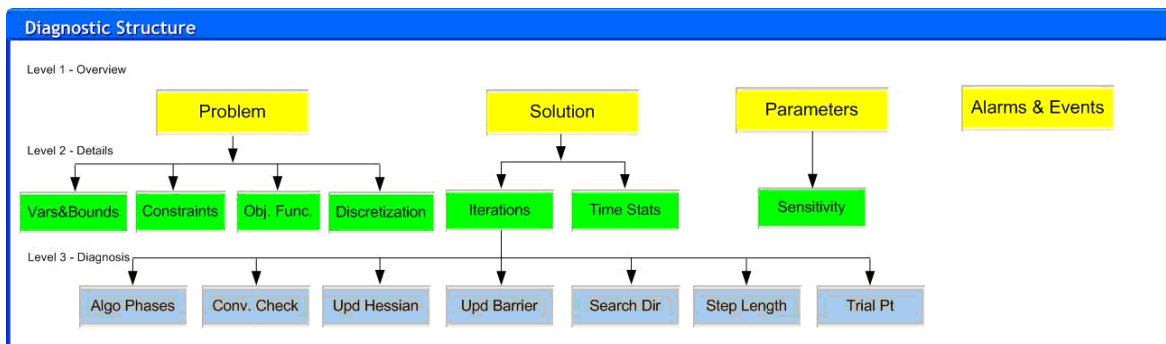 Diagnostic Structure
Level 1 - Overview
Problem
Solution
Parameters
Alarms & Events
Level 2 - Details
Vars&Bounds
Constraints
Obj. Func.
Discretization
Iterations
Time Stats
Sensitivity
Level 3 - Diagnosis
Algo Phases
Conv. Check
Upd Hessian
Upd Barrier
Search Dir
Step Length
Trial Pt